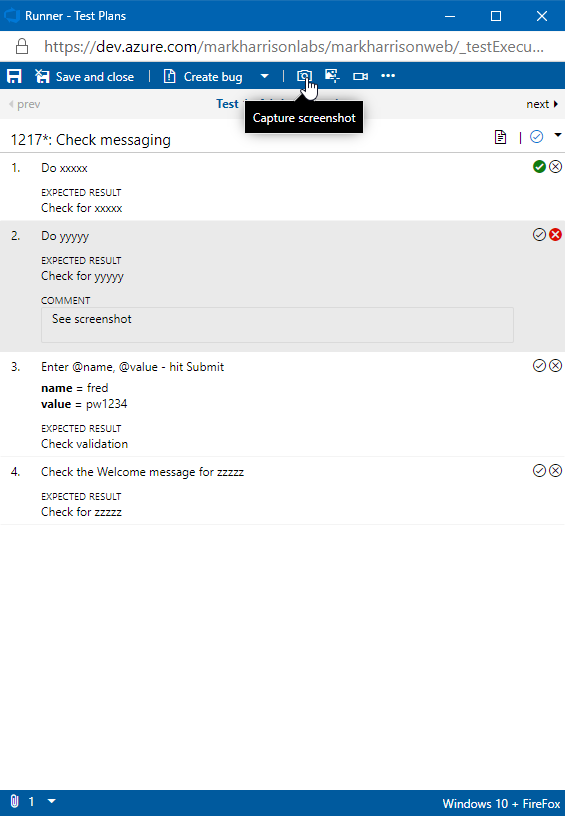 Runner - Test Plans
https://dev.azure.com/markharrisonlabs/markharrisonweb/_testExecu...
Save and close
Create bug
prev
Test
next
Capture screenshot
1217*: Check messaging
1. Do xxxxx
EXPECTED RESULT
Check for xxxxx
2. Do yyyyy
EXPECTED RESULT
Check for yyyyy
COMMENT
See screenshot
3. Enter @name, @value - hit Submit
name = fred
value = pw1234
EXPECTED RESULT
Check validation
4. Check the Welcome message for zzzzz
EXPECTED RESULT
Check for zzzzz
1
Windows 10 + FireFox